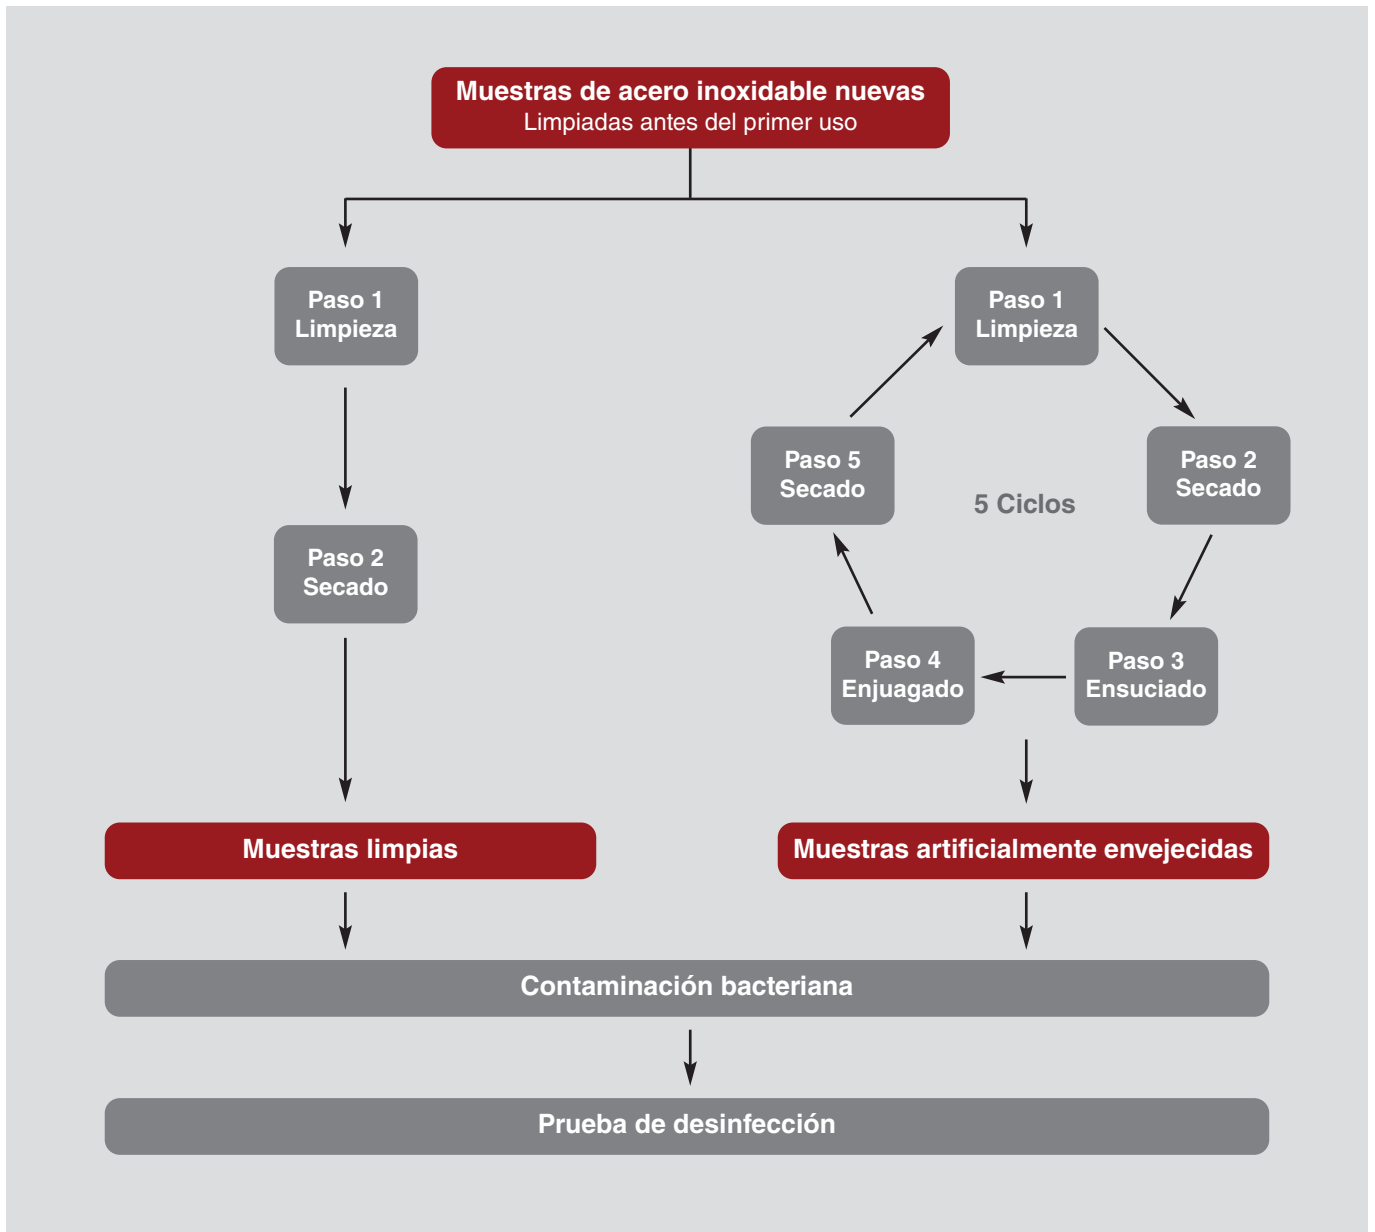 Muestras de acero inoxidable nuevas
Limpiadas antes del primer uso
Paso 1
Limpieza
Paso 2
Secado
Paso 1
Limpieza
Paso 2
Secado
Paso 3
Ensuciado
Paso 4
Enjuagado
Paso 5
Secado
5 Ciclos
Muestras limpias
Muestras artificialmente envejecidas
Contaminación bacteriana
Prueba de desinfección